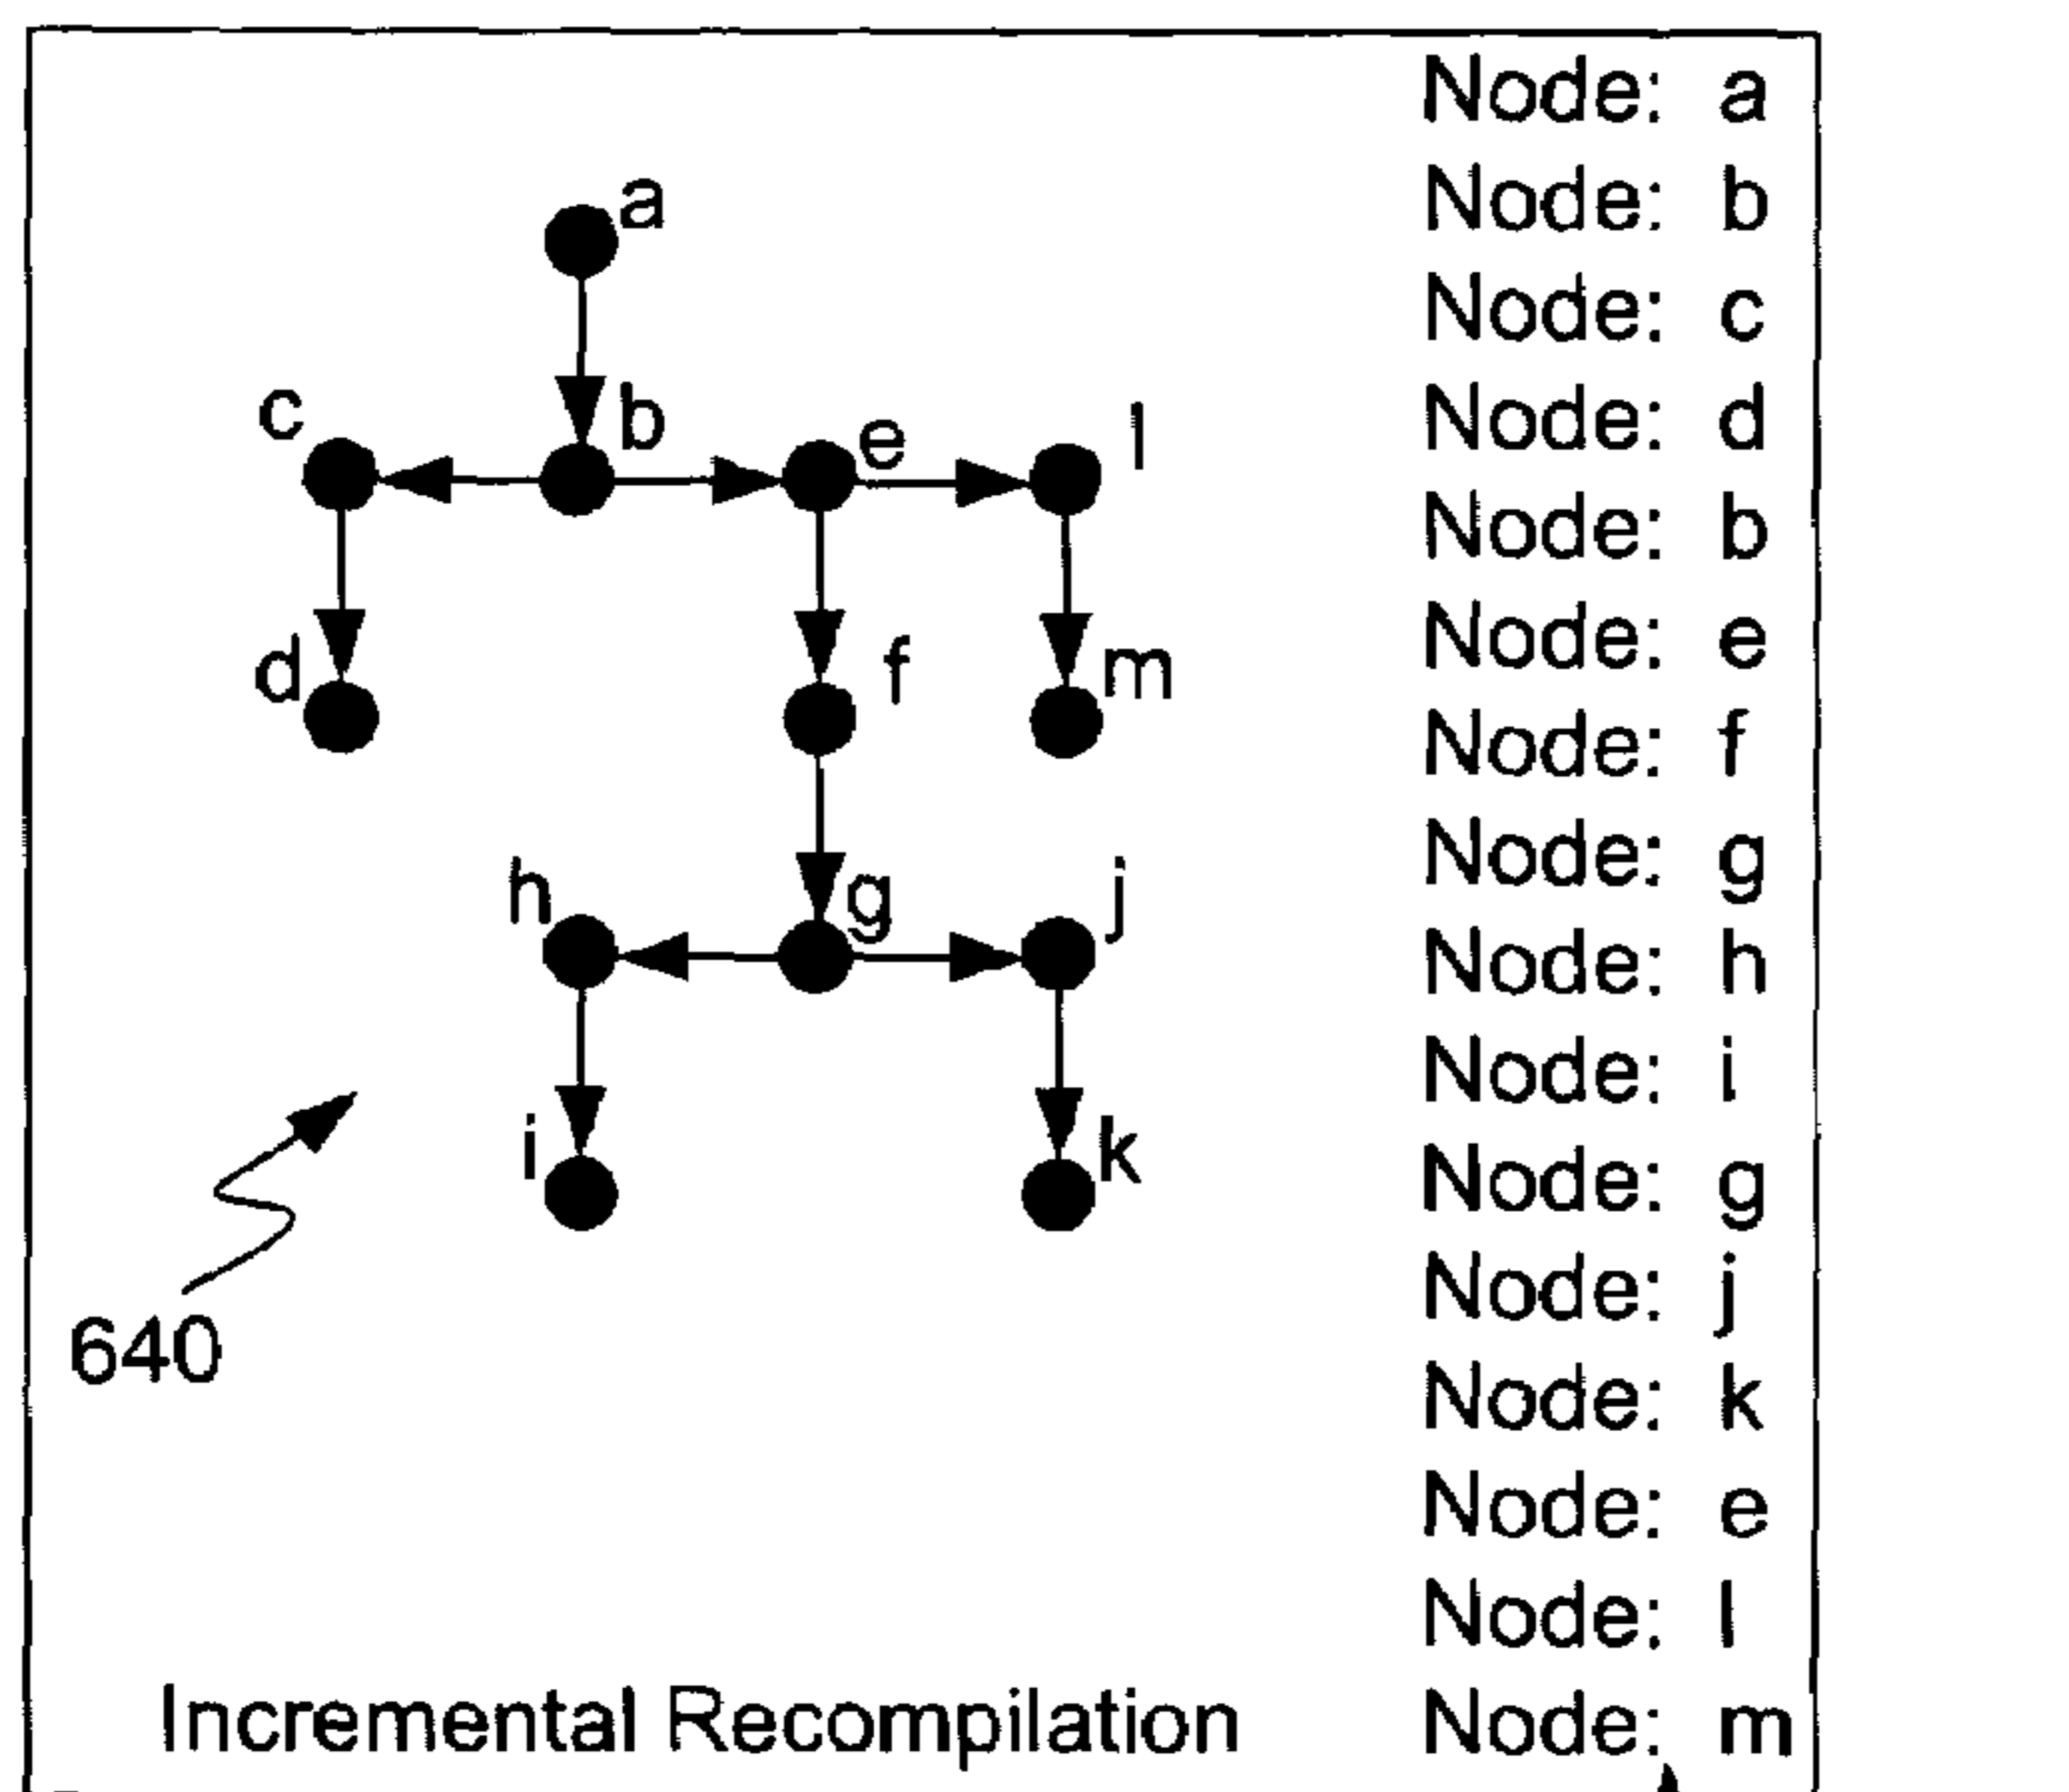 a
c
b
e
l
d
f
m
h
g
j
i
k
640
Incremental Recompilation
Node: a
Node: b
Node: c
Node: d
Node: b
Node: e
Node: f
Node: g
Node: h
Node: i
Node: g
Node: j
Node: k
Node: e
Node: l
Node: m